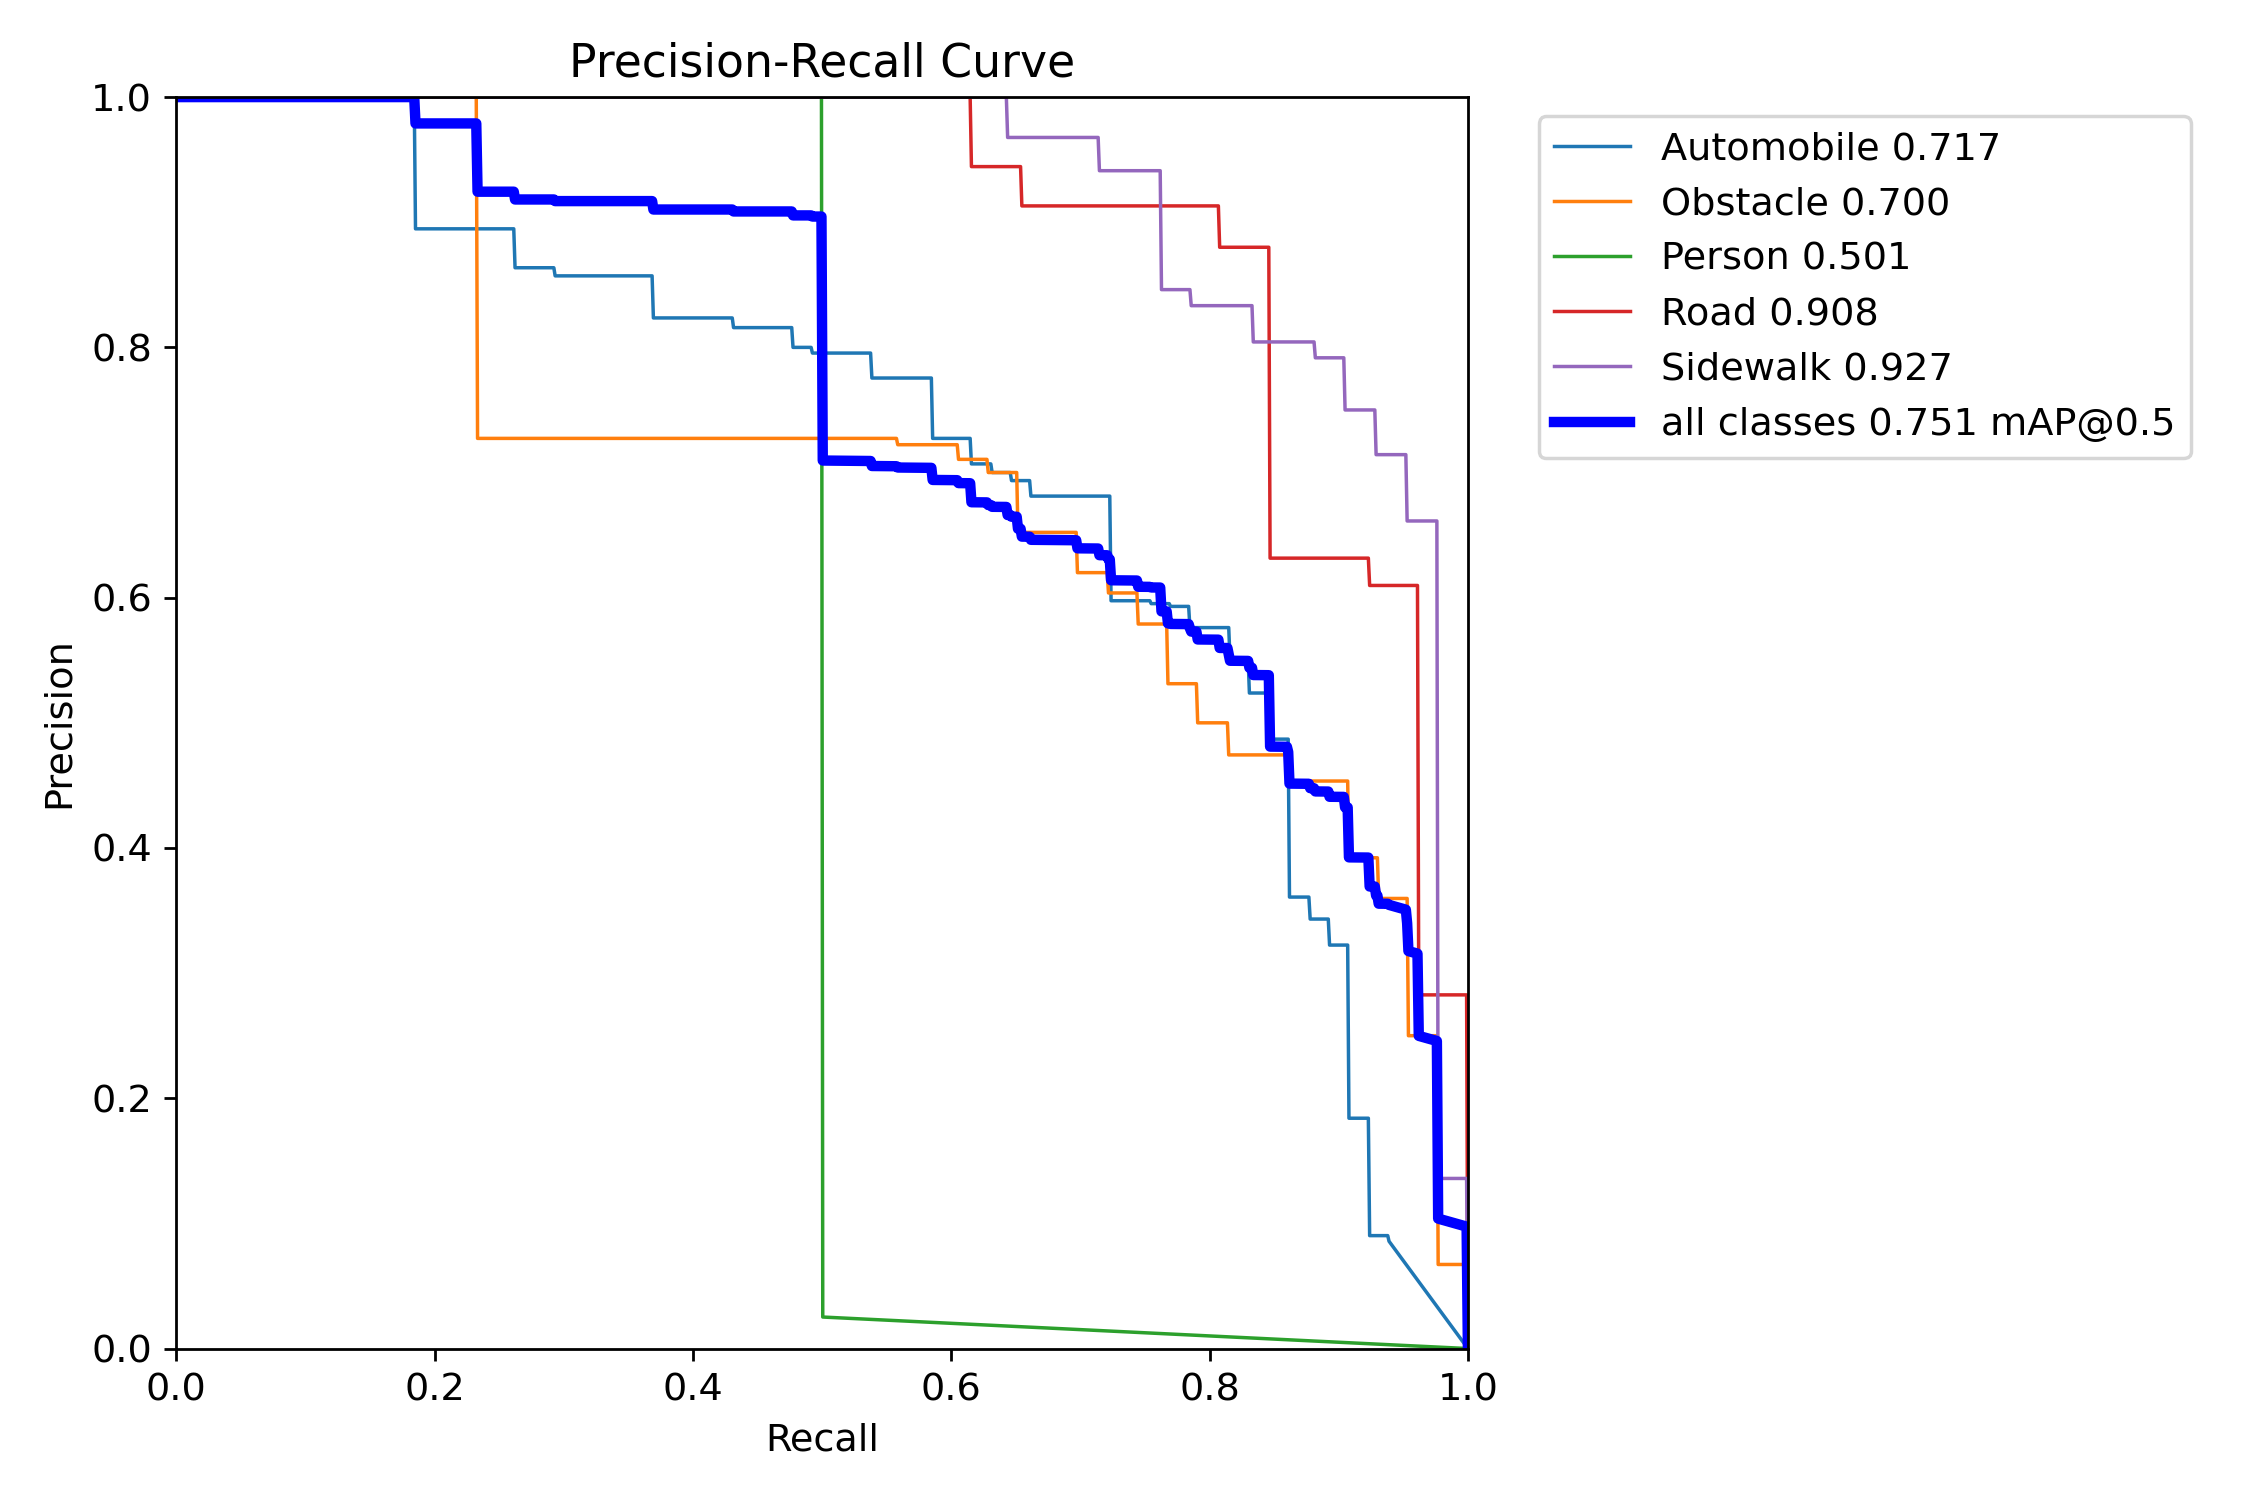 Precision-Recall Curve
1.0
0.8
0.6
0.4
0.2
0.0
Precision
0.0 0.2 0.4 0.6 0.8 1.0
Recall
Automobile 0.717
Obstacle 0.700
Person 0.501
Road 0.908
Sidewalk 0.927
all classes 0.751 mAP@0.5